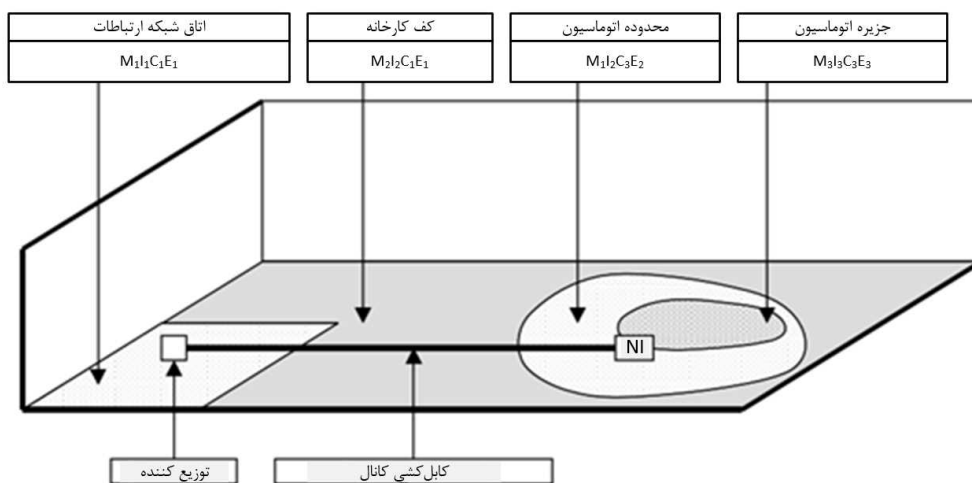 جزیره اتوماسیون
M₃I₃C₃E₃
محدوده اتوماسیون
M₁I₂C₃E₂
کف کارخانه
M₂I₂C₁E₁
اتاق شبکه ارتباطات
M₁I₁C₁E₁
NI
کابل‌کشی کانال
توزیع کننده